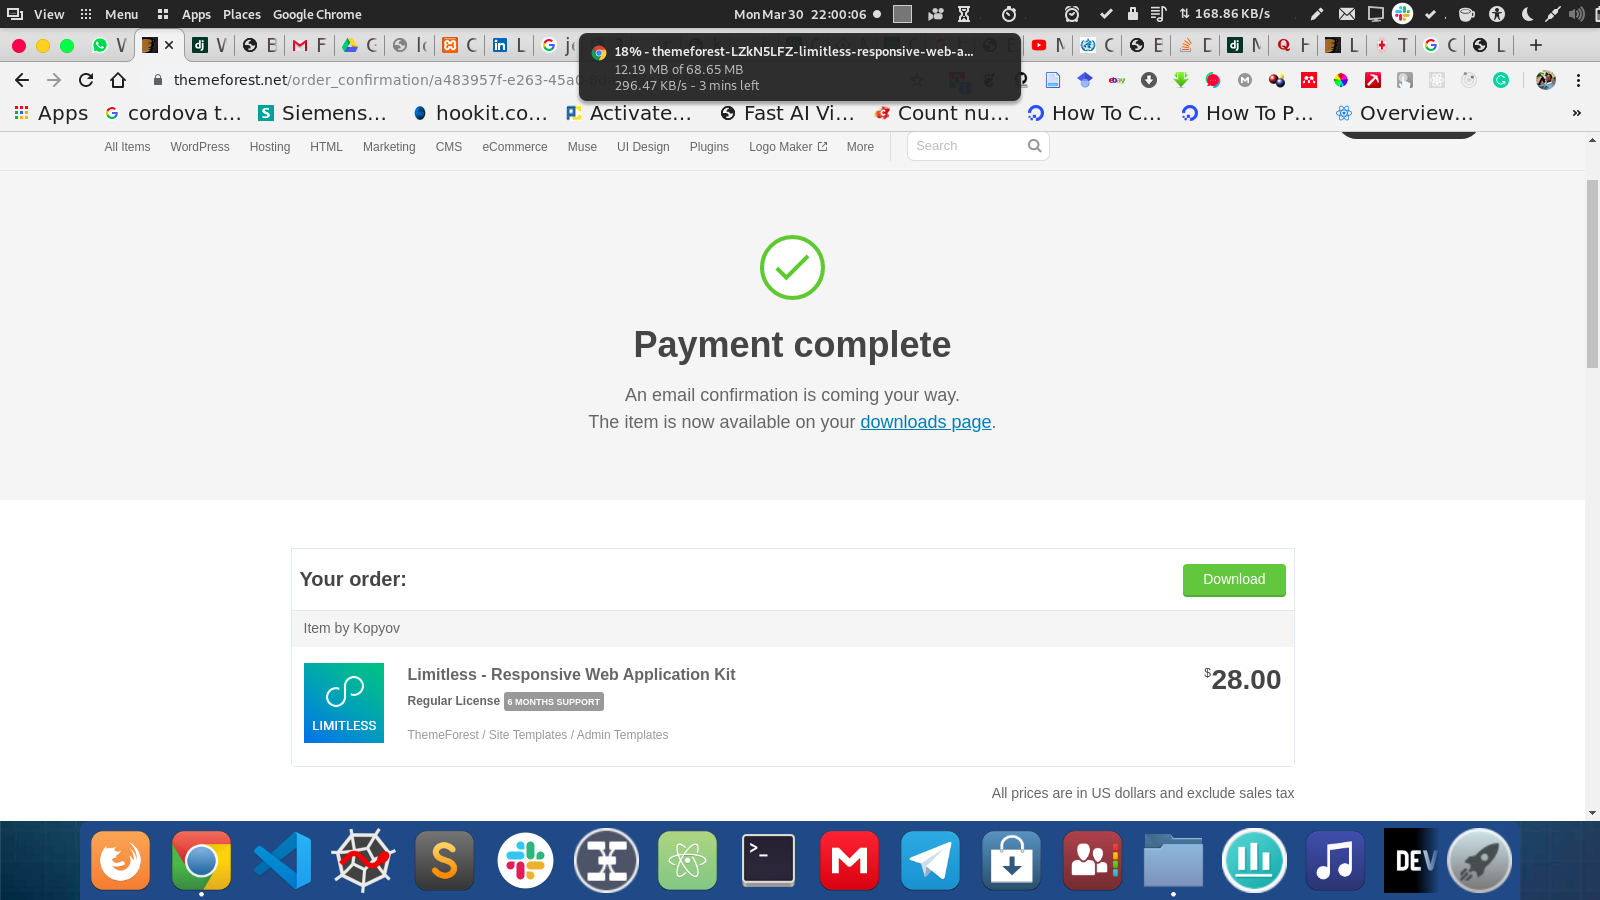 View Menu Apps Places Google Chrome Mon Mar 30 22:00:06 168.86 KB/s
18% - themeforest-LZkN5LFZ-limitless-responsive-web-a...
12.19 MB of 68.65 MB
296.47 KB/s - 3 mins left
themeforest.net/order_confirmation/a483957f-e263-45a0
Apps cordova t... Siemens... hookit.co... Activate... Fast AI Vi... Count nu... How To C... How To P... Overview... »
All Items WordPress Hosting HTML Marketing CMS eCommerce Muse UI Design Plugins Logo Maker More Search
Payment complete
An email confirmation is coming your way.
The item is now available on your downloads page.
Your order:
Download
Item by Kopyov
LIMITLESS
Limitless - Responsive Web Application Kit
$28.00
Regular License 6 MONTHS SUPPORT
ThemeForest / Site Templates / Admin Templates
All prices are in US dollars and exclude sales tax
DEV